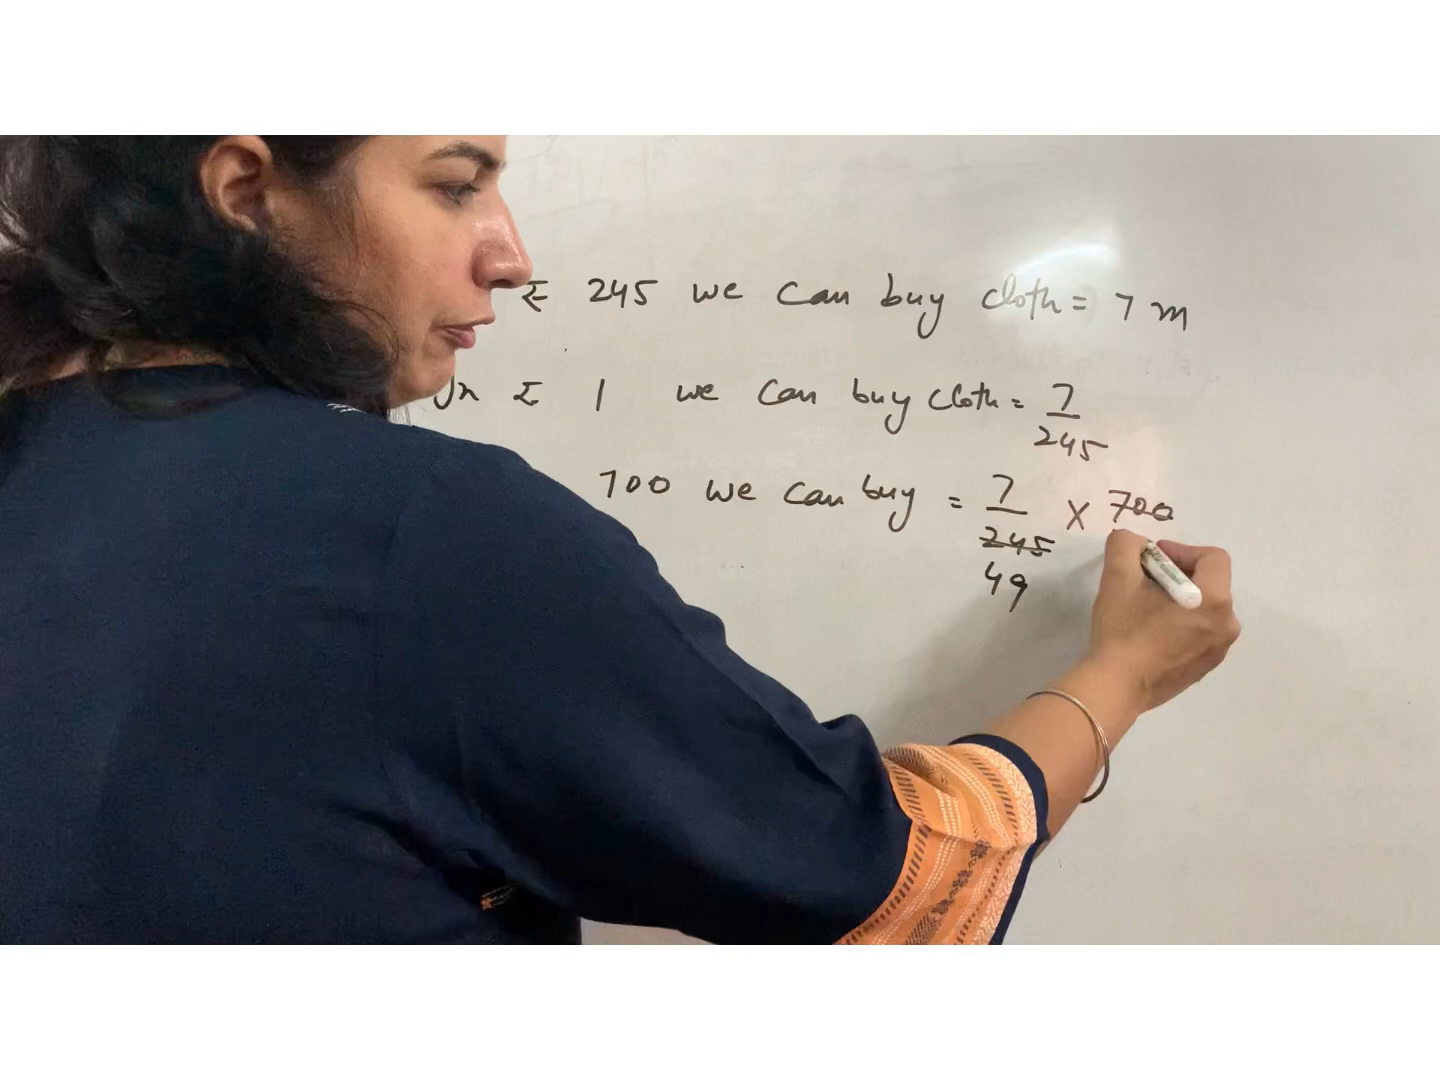 ₹ 245 we can buy cloth = 7 m
In ₹ 1 we can buy cloth = 7/245
700 we can buy = 7/245 × 700
49